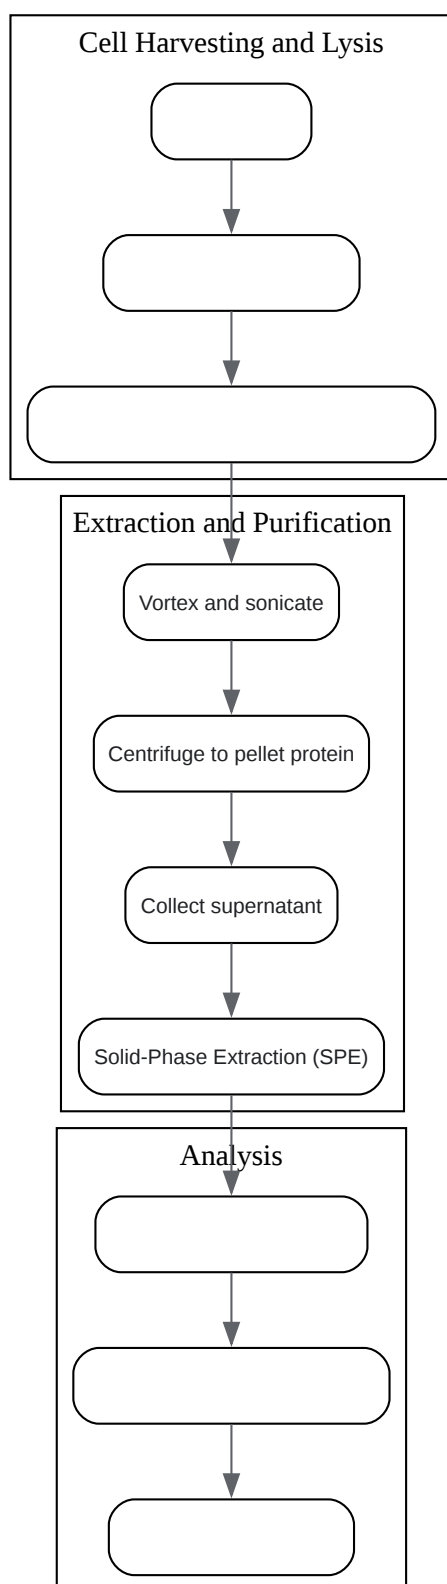 Cell Harvesting and Lysis
Extraction and Purification
Vortex and sonicate
Centrifuge to pellet protein
Collect supernatant
Solid-Phase Extraction (SPE)
Analysis